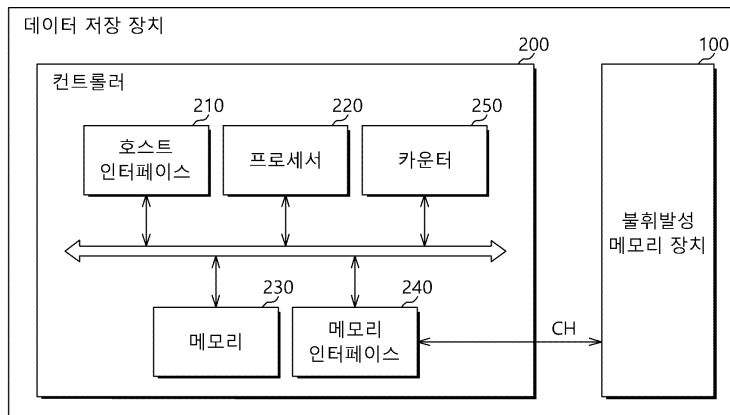 데이터 저장 장치
200
100
컨트롤러
210
220
250
호스트
인터페이스
프로세서
카운터
불휘발성
메모리 장치
230
240
메모리
메모리
인터페이스
CH